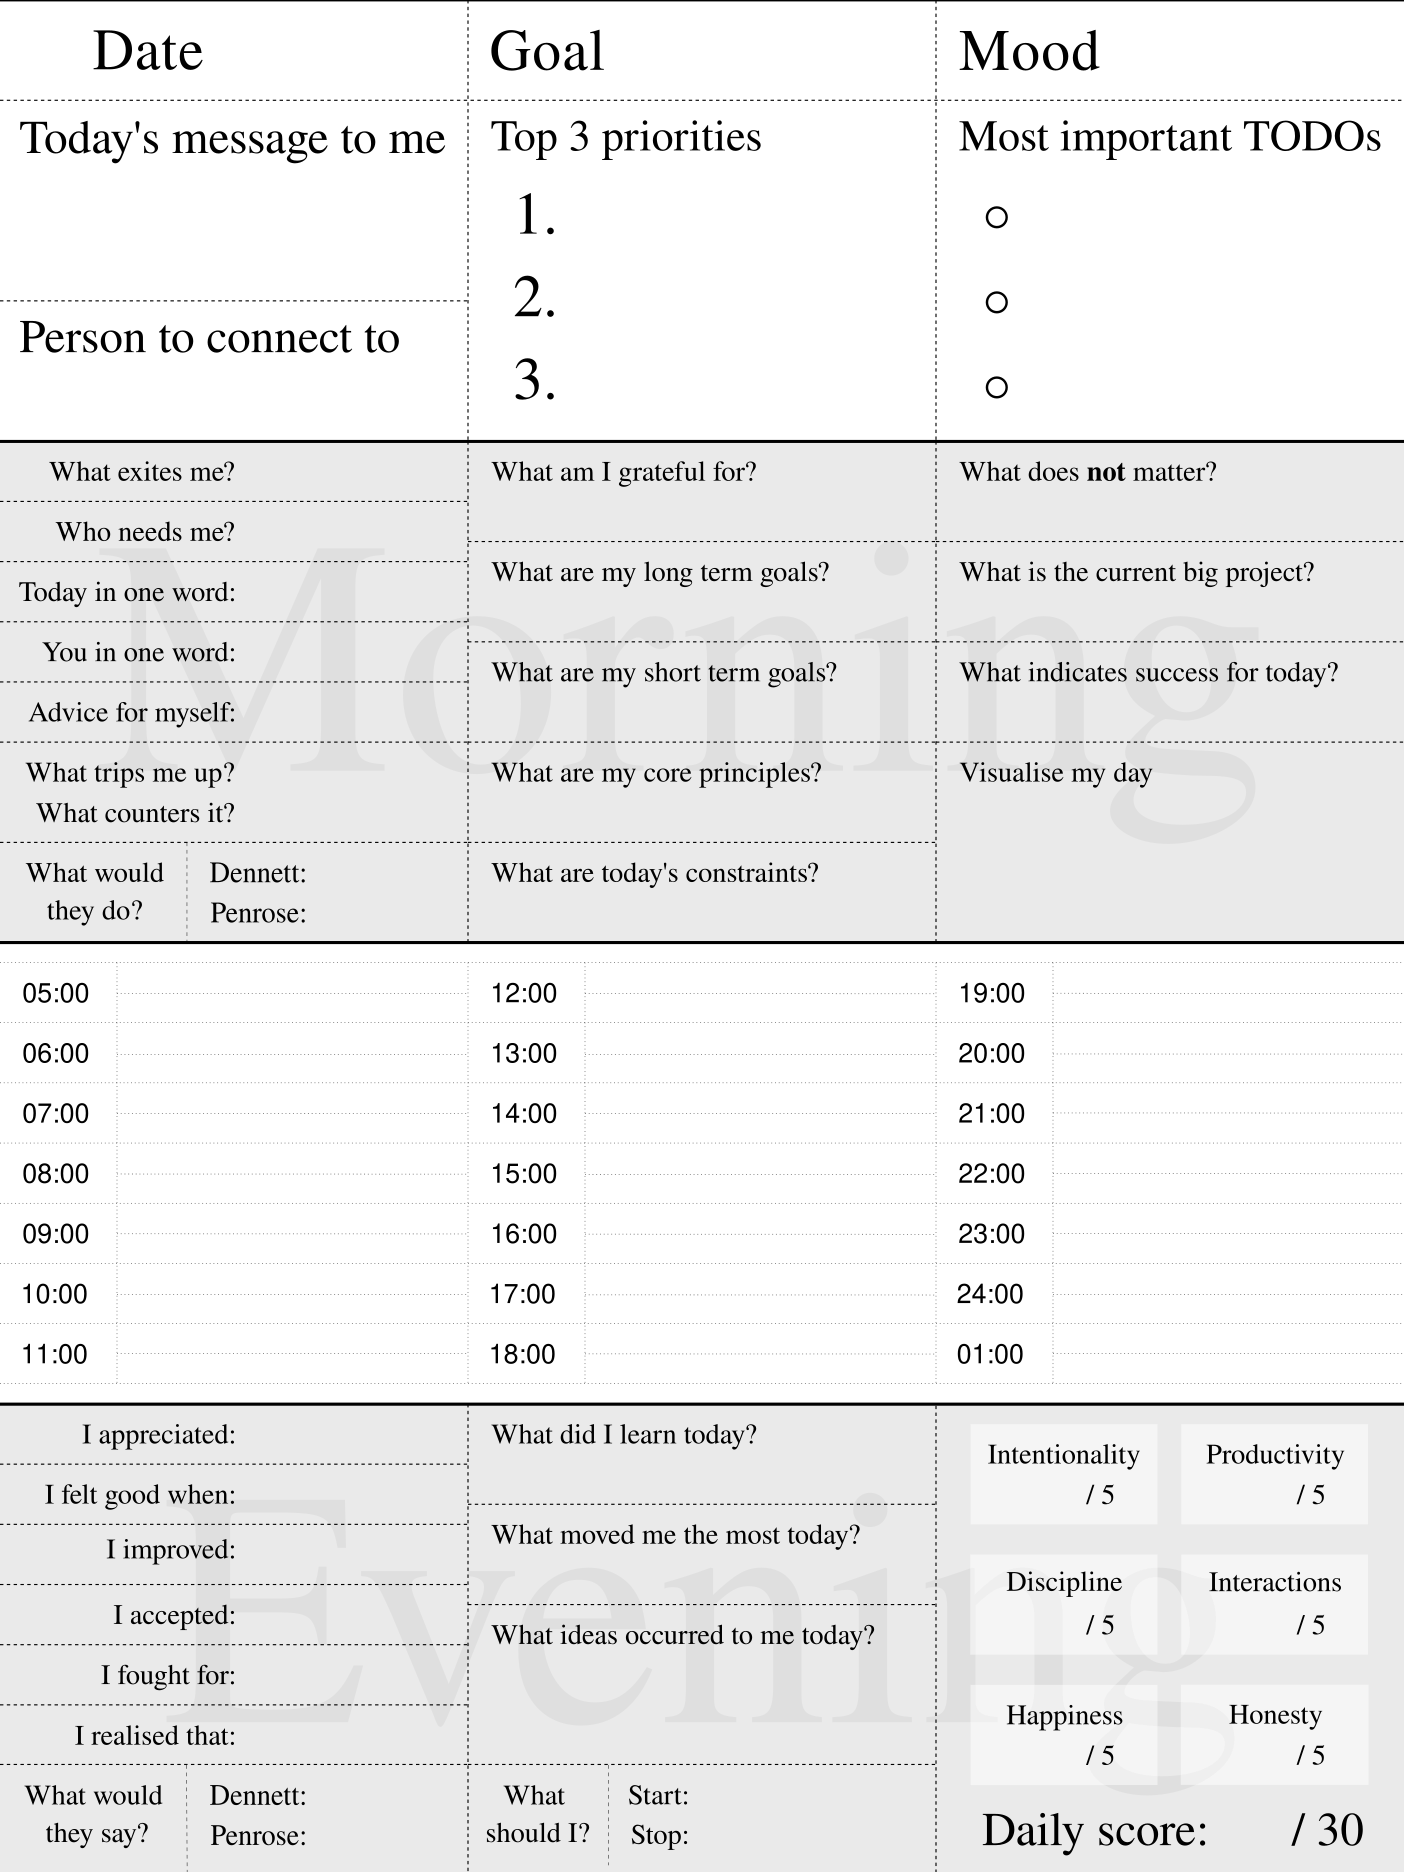 Date
Goal
Mood
Today's message to me
Person to connect to
Top 3 priorities
1.
2.
3.
Most important TODOs
Morning
What exites me?
Who needs me?
Today in one word:
You in one word:
Advice for myself:
What trips me up?
What counters it?
What would
they do?
Dennett:
Penrose:
What am I grateful for?
What are my long term goals?
What are my short term goals?
What are my core principles?
What are today's constraints?
What does not matter?
What is the current big project?
What indicates success for today?
Visualise my day
05:00
06:00
07:00
08:00
09:00
10:00
11:00
12:00
13:00
14:00
15:00
16:00
17:00
18:00
19:00
20:00
21:00
22:00
23:00
24:00
01:00
Evening
I appreciated:
I felt good when:
I improved:
I accepted:
I fought for:
I realised that:
What would
they say?
Dennett:
Penrose:
What did I learn today?
What moved me the most today?
What ideas occurred to me today?
What
should I?
Start:
Stop:
Intentionality
/ 5
Productivity
/ 5
Discipline
/ 5
Interactions
/ 5
Happiness
/ 5
Honesty
/ 5
Daily score: / 30